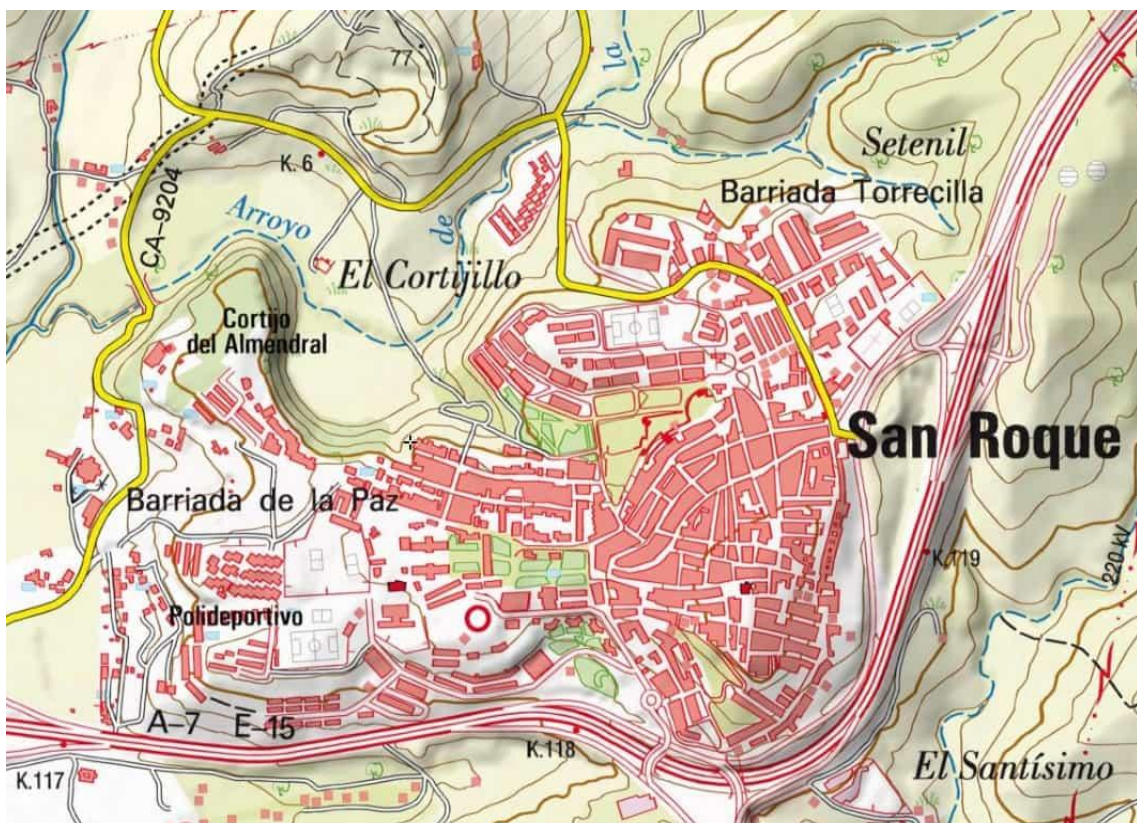 77
la
Setenil
K. 6
Barriada Torrecilla
Arroyo
de
CA-9204
El Cortijillo
Cortijo
del Almendral
San Roque
Barriada de la Paz
K.119
220 kV
Polideportivo
A-7 E-15
K.118
El Santísimo
K.117